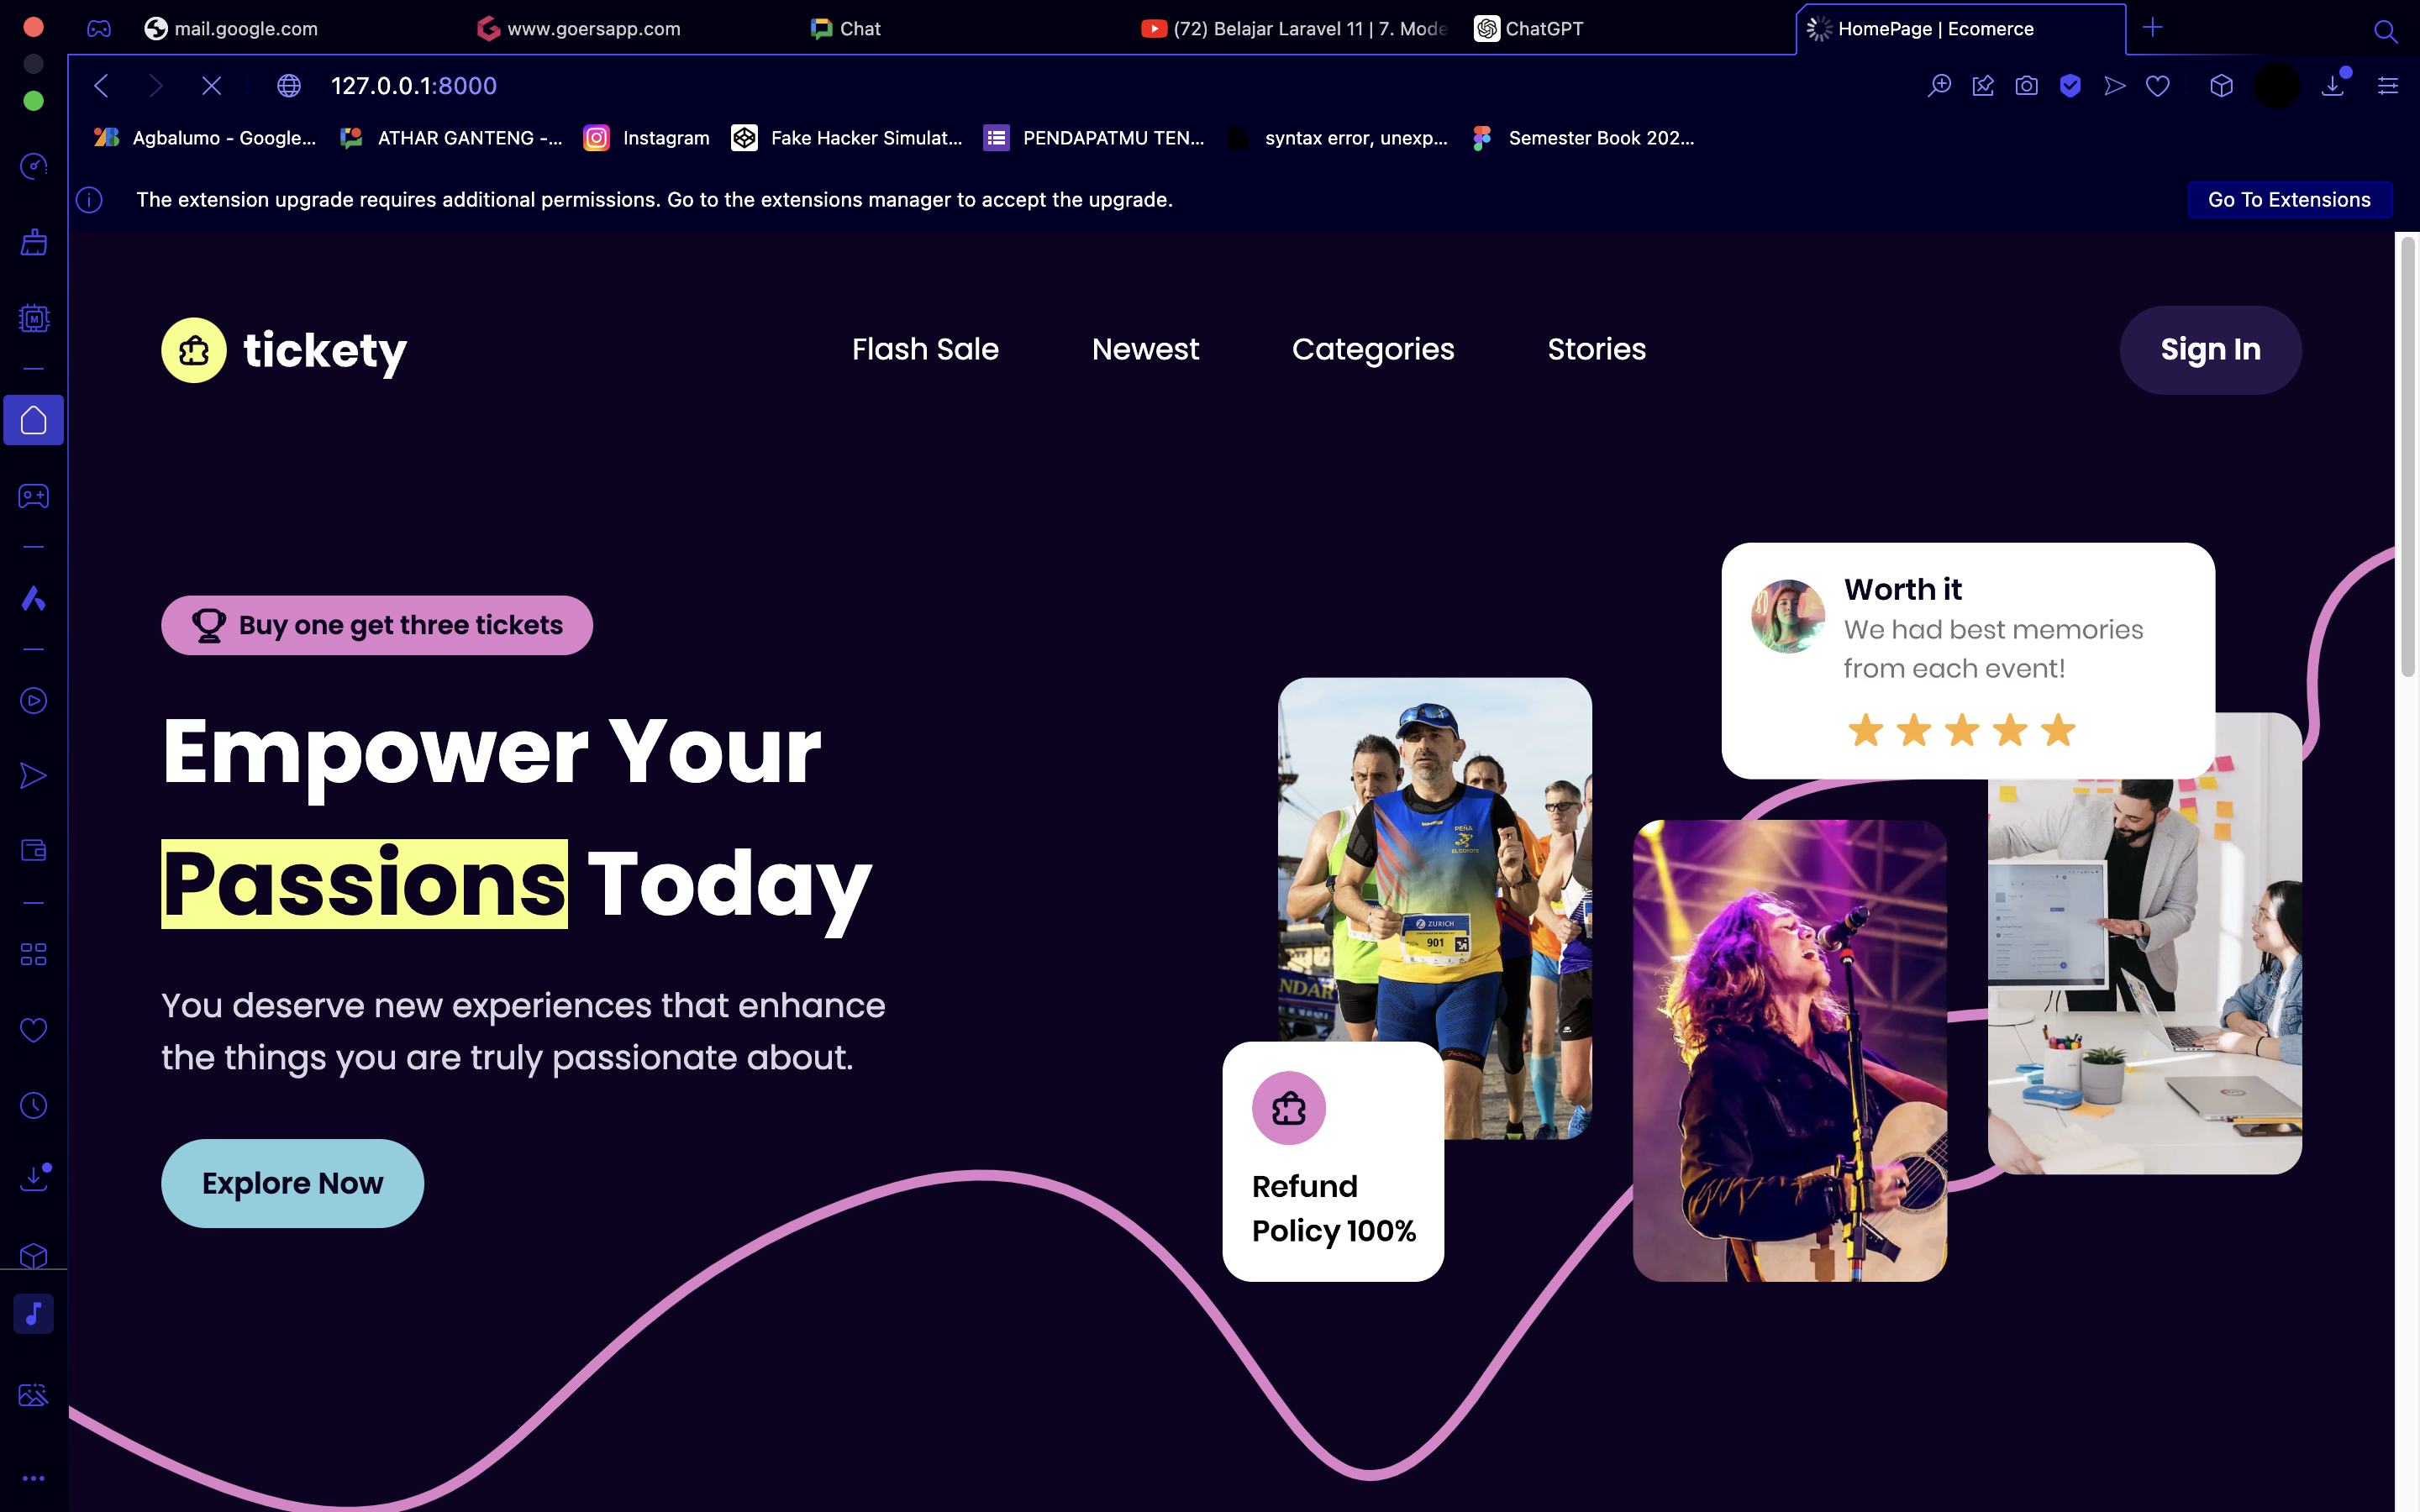 mail.google.com
www.goersapp.com
Chat
(72) Belajar Laravel 11 | 7. Mode
ChatGPT
HomePage | Ecomerce
127.0.0.1:8000
Agbalumo - Google...
ATHAR GANTENG -...
Instagram
Fake Hacker Simulat...
PENDAPATMU TEN...
syntax error, unexp...
Semester Book 202...
The extension upgrade requires additional permissions. Go to the extensions manager to accept the upgrade.
Go To Extensions
tickety
Flash Sale
Newest
Categories
Stories
Sign In
Buy one get three tickets
Empower Your
Passions Today
You deserve new experiences that enhance
the things you are truly passionate about.
Explore Now
Worth it
We had best memories
from each event!
PEÑA
EL COYOTE
ZURICH
901
NDAR
Refund
Policy 100%